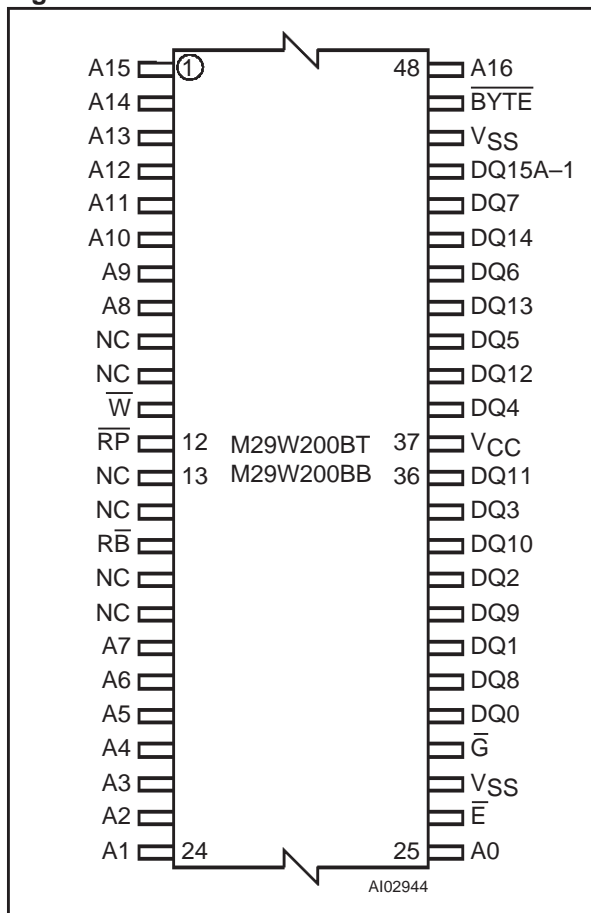 A15 1 48 A16
A14 B̅Y̅T̅E̅
A13 VSS
A12 DQ15A–1
A11 DQ7
A10 DQ14
A9 DQ6
A8 DQ13
NC DQ5
NC DQ12
W̅ DQ4
R̅P̅ 12 M29W200BT 37 VCC
NC 13 M29W200BB 36 DQ11
NC DQ3
RB̅ DQ10
NC DQ2
NC DQ9
A7 DQ1
A6 DQ8
A5 DQ0
A4 G̅
A3 VSS
A2 E̅
A1 24 25 A0
AI02944